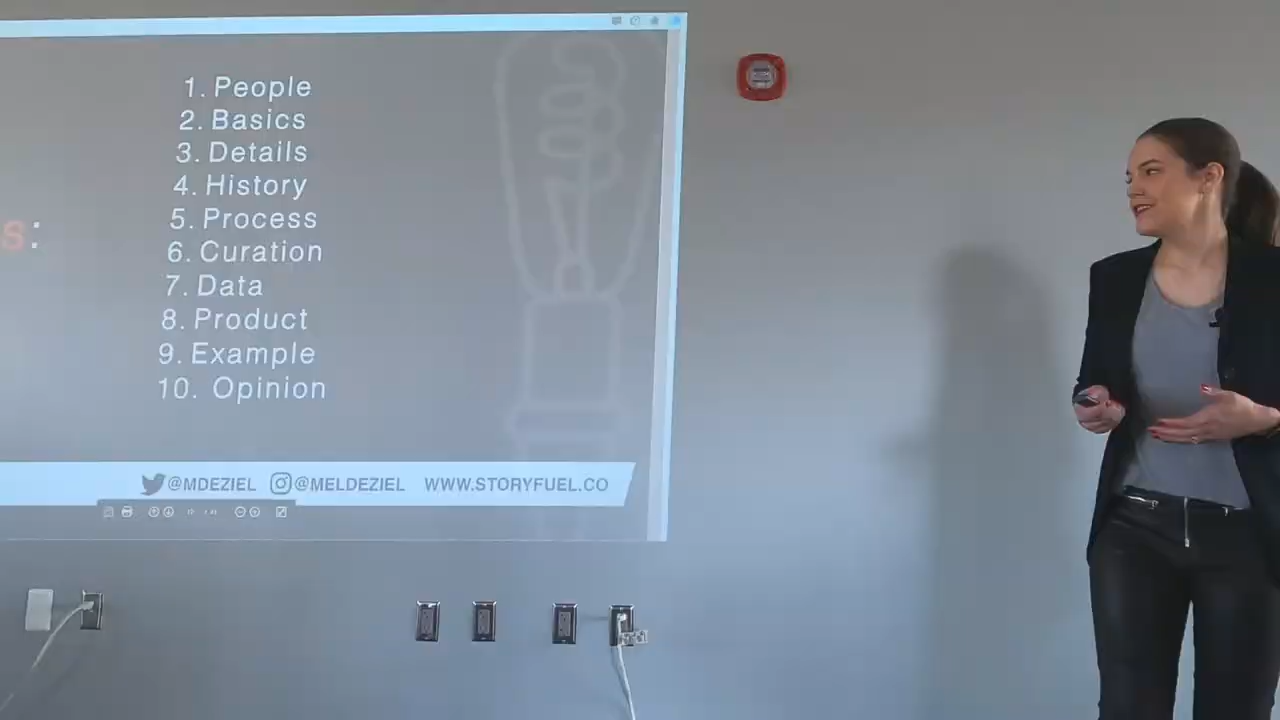 1. People
2. Basics
3. Details
4. History
s:
5. Process
6. Curation
7. Data
8. Product
9. Example
10. Opinion
@MDEZIEL @MELDEZIEL WWW.STORYFUEL.CO